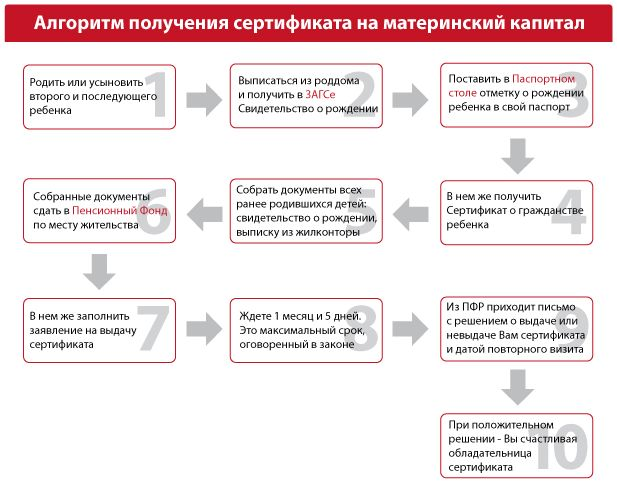 Алгоритм получения сертификата на материнский капитал
1
Родить или усыновить
второго и последующего
ребенка
2
Выписаться из роддома
и получить в ЗАГСе
Свидетельство о рождении
3
Поставить в Паспортном
столе отметку о рождении
ребенка в свой паспорт
4
В нем же получить
Сертификат о гражданстве
ребенка
5
Собрать документы всех
ранее родившихся детей:
свидетельство о рождении,
выписку из жилконторы
6
Собранные документы
сдать в Пенсионный Фонд
по месту жительства
7
В нем же заполнить
заявление на выдачу
сертификата
8
Ждете 1 месяц и 5 дней.
Это максимальный срок,
оговоренный в законе
9
Из ПФР приходит письмо
с решением о выдаче или
невыдаче Вам сертификата
и датой повторного визита
10
При положительном
решении - Вы счастливая
обладательница
сертификата